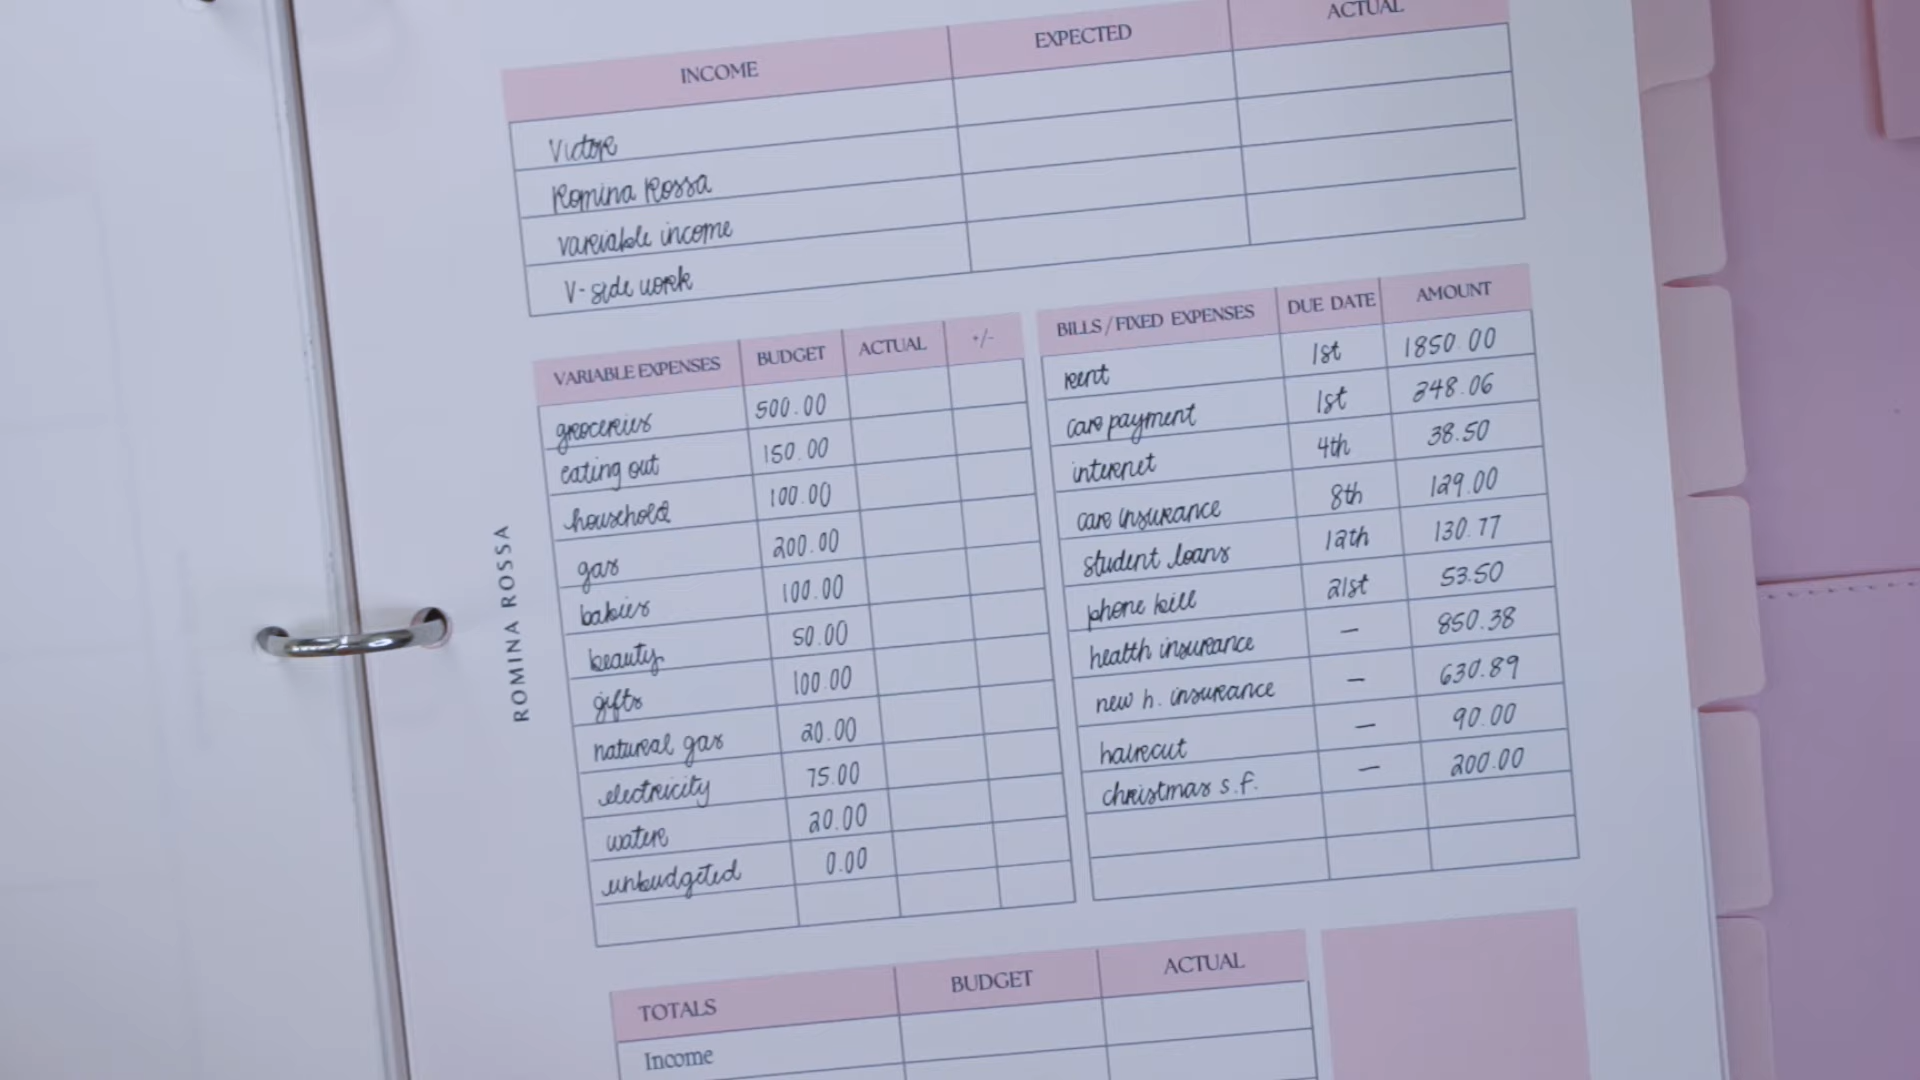 INCOME EXPECTED ACTUAL
Victor
Romina Rossa
variable income
V- side work
VARIABLE EXPENSES BUDGET ACTUAL +/-
groceries 500.00
eating out 150.00
household 100.00
gas 200.00
babies 100.00
beauty 50.00
gifts 100.00
natural gas 20.00
electricity 75.00
water 20.00
unbudgeted 0.00
BILLS / FIXED EXPENSES DUE DATE AMOUNT
rent 1st 1850.00
car payment 1st 248.06
internet 4th 38.50
car insurance 8th 129.00
student loans 12th 130.77
phone bill 21st 53.50
health insurance — 850.38
new h. insurance — 630.89
haircut — 90.00
christmas s.f. — 200.00
ROMINA ROSSA
TOTALS BUDGET ACTUAL
Income